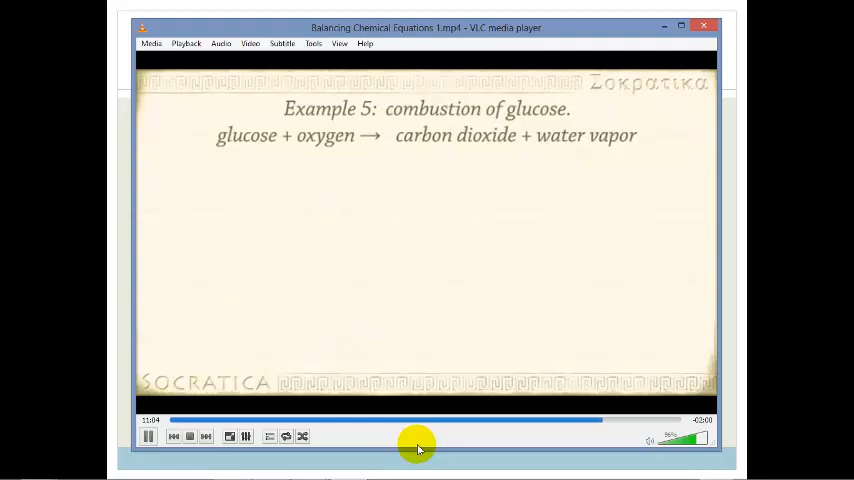 Balancing Chemical Equations 1.mp4 - VLC media player
Media Playback Audio Video Subtitle Tools View Help
Σοκρατικα
Example 5: combustion of glucose.
glucose + oxygen → carbon dioxide + water vapor
SOCRATICA
11:04 -02:00
96%